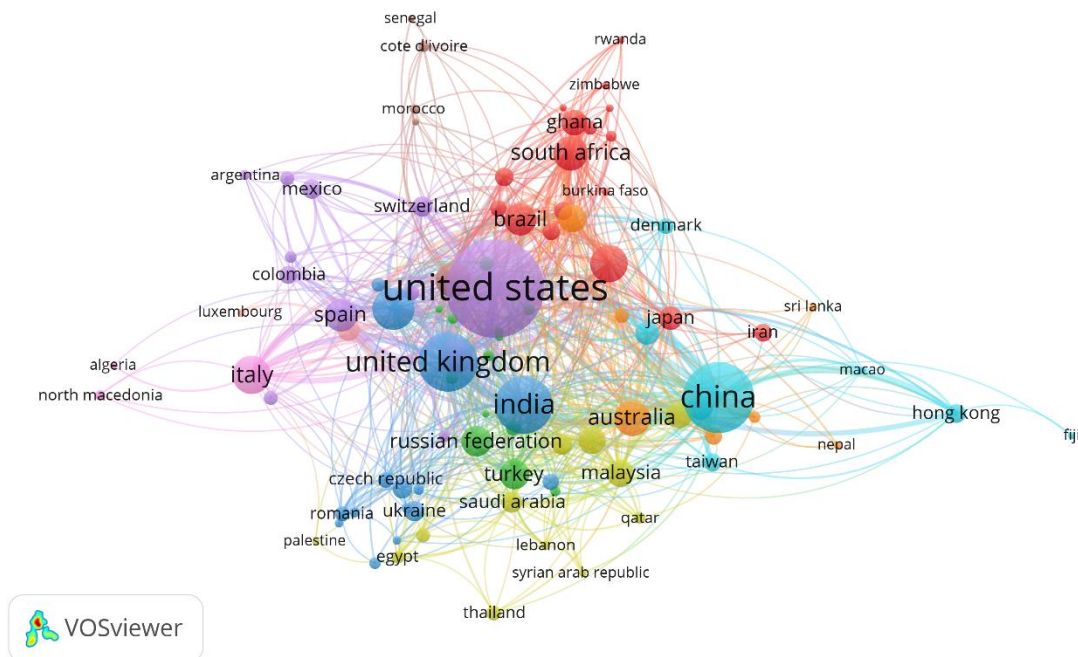 senegal
cote d'ivoire
rwanda
zimbabwe
morocco
ghana
south africa
argentina
mexico
burkina faso
switzerland
brazil
denmark
colombia
united states
luxembourg
spain
japan
sri lanka
iran
algeria
italy
united kingdom
macao
north macedonia
india
china
australia
hong kong
fiji
russian federation
nepal
turkey
malaysia
taiwan
czech republic
saudi arabia
romania
ukraine
qatar
palestine
egypt
lebanon
syrian arab republic
thailand
VOSviewer